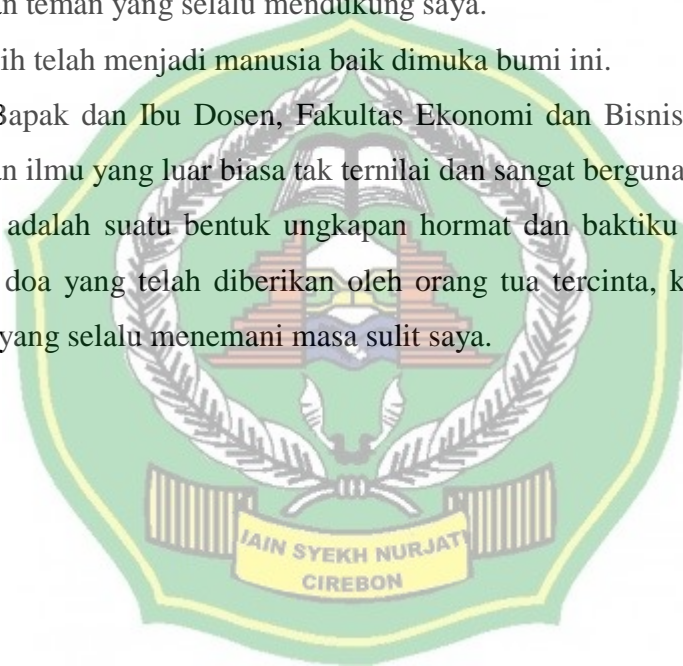 an teman yang selalu mendukung saya.
ih telah menjadi manusia baik dimuka bumi ini.
Bapak dan Ibu Dosen, Fakultas Ekonomi dan Bisnis
an ilmu yang luar biasa tak ternilai dan sangat berguna
adalah suatu bentuk ungkapan hormat dan baktiku
doa yang telah diberikan oleh orang tua tercinta, k
yang selalu menemani masa sulit saya.
IAIN SYEKH NURJATI
CIREBON